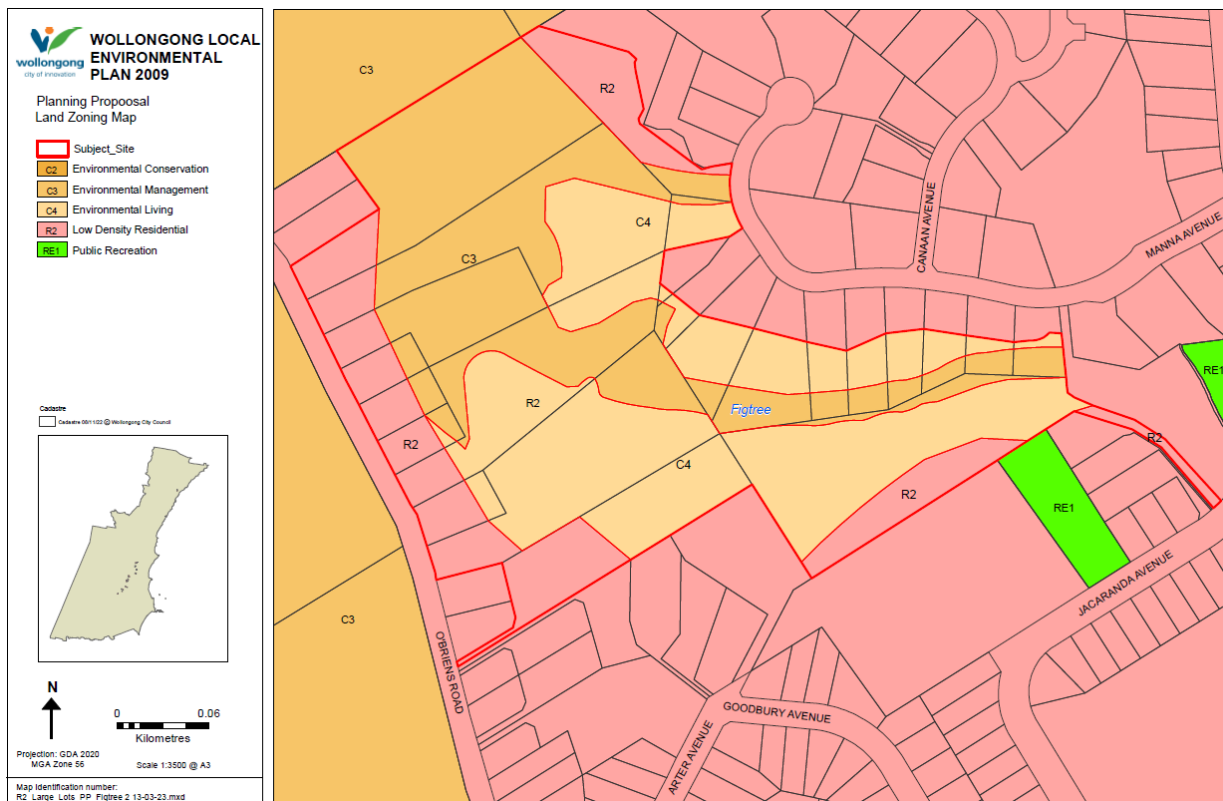 wollongong
city of innovation
WOLLONGONG LOCAL
ENVIRONMENTAL
PLAN 2009
Planning Propoosal
Land Zoning Map
Subject_Site
C2 Environmental Conservation
C3 Environmental Management
C4 Environmental Living
R2 Low Density Residential
RE1 Public Recreation
Cadastre
Cadastre 08/11/22 © Wollongong City Council
N
0 0.06
Kilometres
Projection: GDA 2020
MGA Zone 56
Scale 1:3500 @ A3
Map Identification number:
R2_Large_Lots_PP_Figtree 2 13-03-23.mxd
C3
R2
C4
C3
CANAAN AVENUE
MANNA AVENUE
RE1
R2
Figtree
R2
R2
C4
R2
RE1
JACARANDA AVENUE
C3
O'BRIENS ROAD
GOODBURY AVENUE
ARTER AVENUE